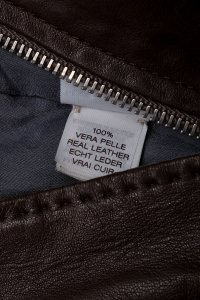 100%
VERA PELLE
REAL LEATHER
ECHT LEDER
VRAI CUIR